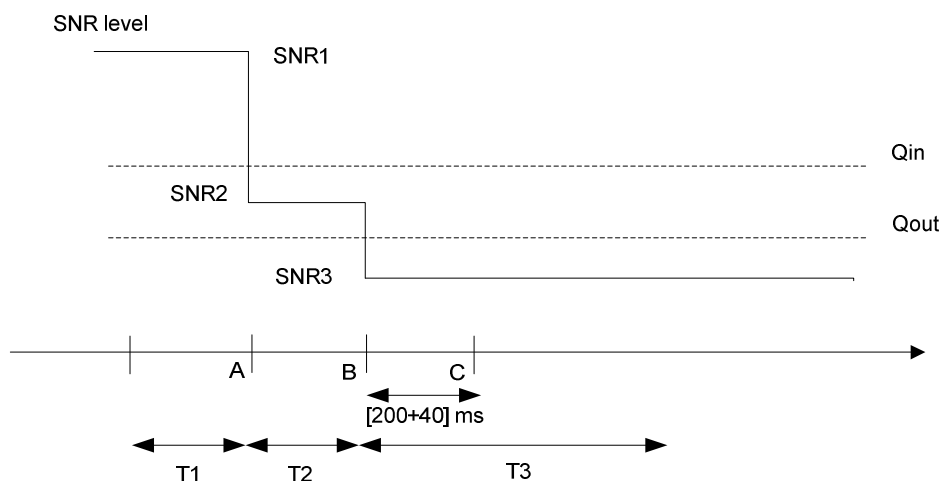 SNR level
SNR1
Qin
SNR2
Qout
SNR3
A
B
C
[200+40] ms
T1
T2
T3